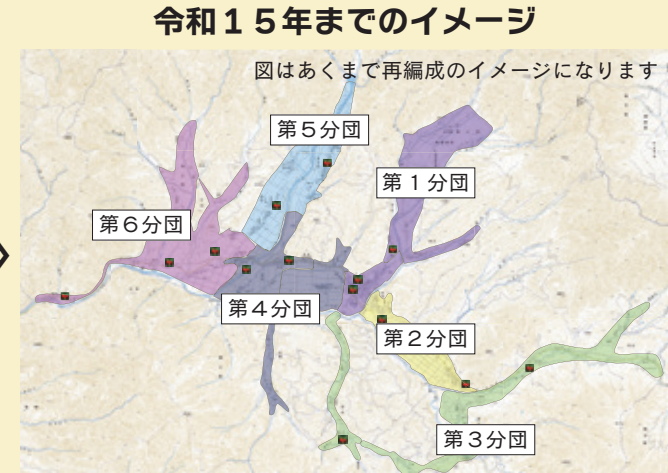 令和１５年までのイメージ
図はあくまで再編成のイメージになります
第５分団
第１分団
第６分団
第４分団
第２分団
第３分団